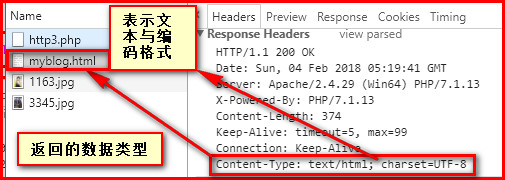 http3.php
myblog.html
1163.jpg
3345.jpg
表示文
本与编
码格式
返回的数据类型
Headers Preview Response Cookies Timing
Response Headers view parsed
HTTP/1.1 200 OK
Date: Sun, 04 Feb 2018 05:19:41 GMT
Server: Apache/2.4.29 (Win64) PHP/7.1.13
X-Powered-By: PHP/7.1.13
Content-Length: 374
Keep-Alive: timeout=5, max=99
Connection: Keep-Alive
Content-Type: text/html; charset=UTF-8